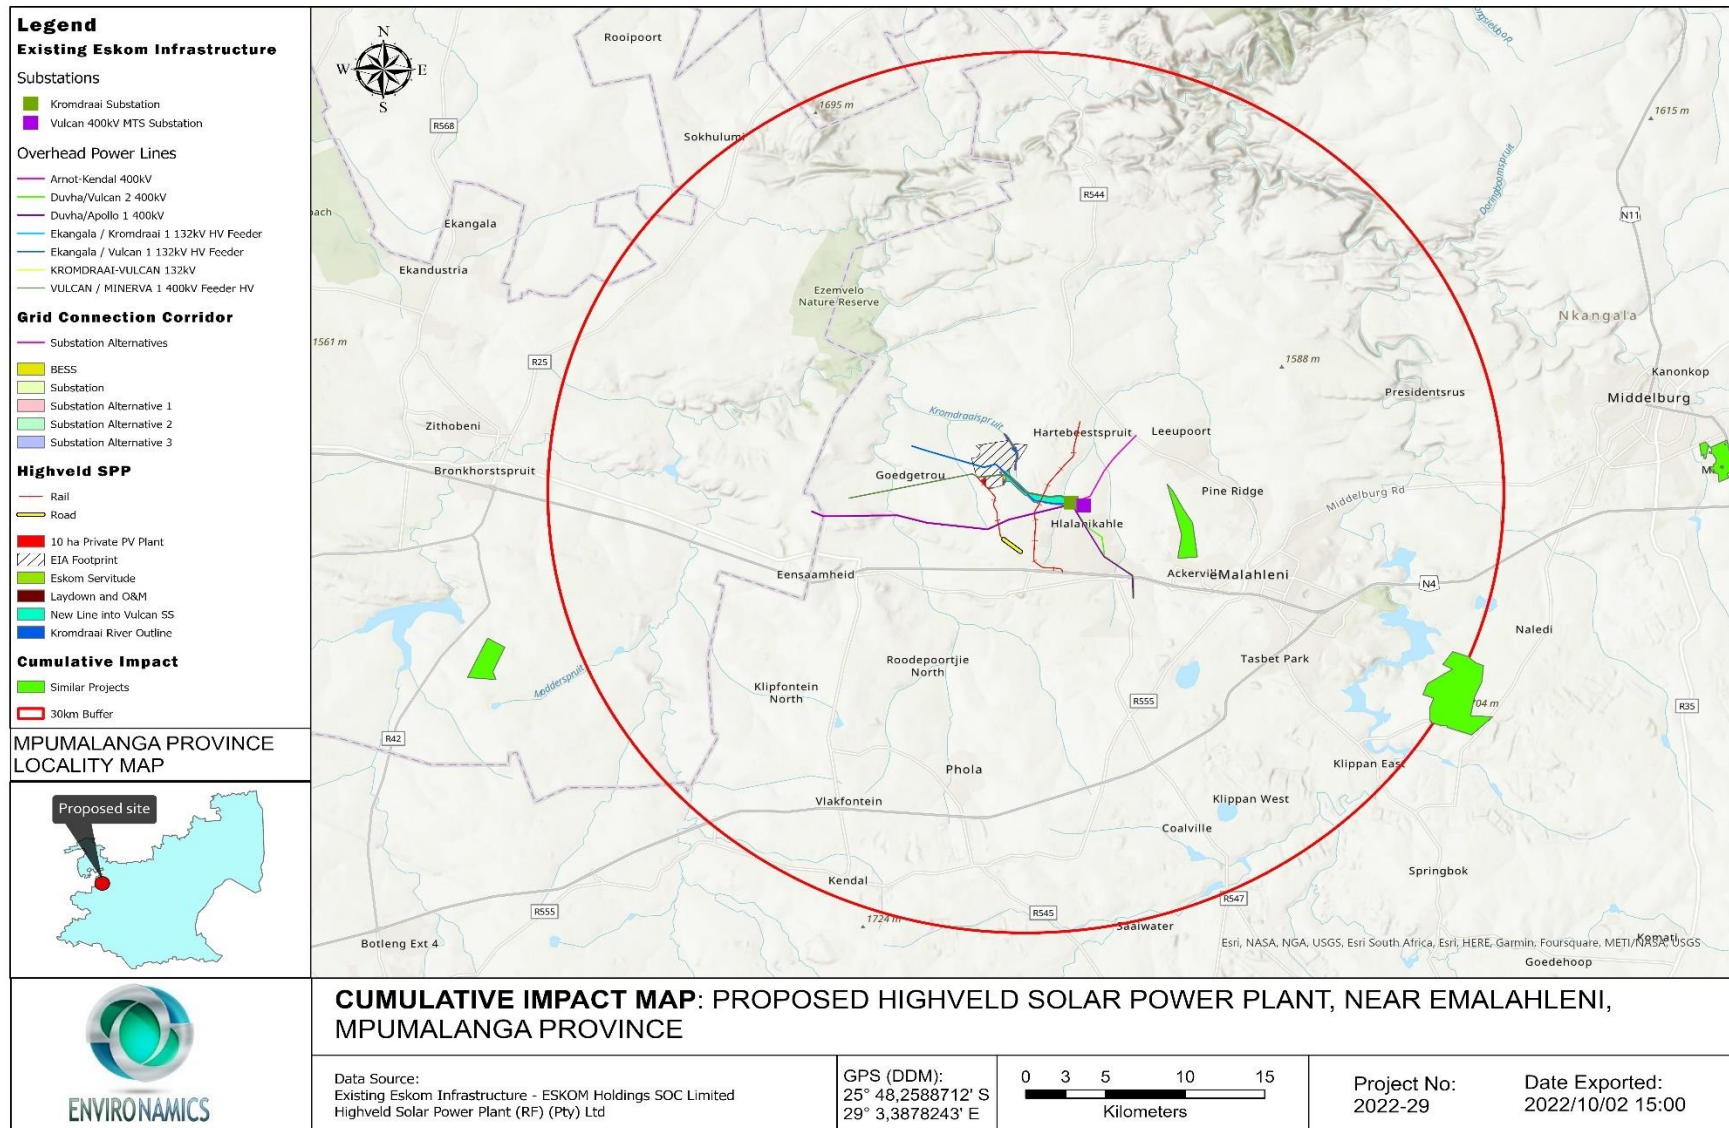 Legend
Existing Eskom Infrastructure
Substations
Kromdraai Substation
Vulcan 400kV MTS Substation
Overhead Power Lines
Arnot-Kendal 400kV
Duvha/Vulcan 2 400kV
Duvha/Apollo 1 400kV
Ekangala / Kromdraai 1 132kV HV Feeder
Ekangala / Vulcan 1 132kV HV Feeder
KROMDRAAI-VULCAN 132kV
VULCAN / MINERVA 1 400kV Feeder HV
Grid Connection Corridor
Substation Alternatives
BESS
Substation
Substation Alternative 1
Substation Alternative 2
Substation Alternative 3
Highveld SPP
Rail
Road
10 ha Private PV Plant
EIA Footprint
Eskom Servitude
Laydown and O&M
New Line into Vulcan SS
Kromdraai River Outline
Cumulative Impact
Similar Projects
30km Buffer
MPUMALANGA PROVINCE
LOCALITY MAP
Proposed site
ENVIRONAMICS
N
W E
S
Rooipoort
R568
1695 m
Sokhulumi
1615 m
Doringboomspruit
R544
N11
Ekangala
Ekandustria
Ezemvelo
Nature Reserve
Nkangala
1561 m
R25
1588 m
Kanonkop
Presidentsrus
Middelburg
Zithobeni
Kromdraaispruit
Hartebeestspruit
Leeupoort
Bronkhorstspruit
Goedgetrou
Pine Ridge
Middelburg Rd
Hlalanikahle
Eensaamheid
Ackerville
eMalahleni
N4
Naledi
Roodepoortjie
North
Tasbet Park
Klipfontein
North
Modderspruit
R555
04 m
R35
R42
Phola
Klippan East
Vlakfontein
Klippan West
Coalville
Kendal
Springbok
R547
R555
1724 m
R545
Saaiwater
Botleng Ext 4
Komati
Esri, NASA, NGA, USGS, Esri South Africa, Esri, HERE, Garmin, Foursquare, METI/NASA, USGS
Goedehoop
CUMULATIVE IMPACT MAP: PROPOSED HIGHVELD SOLAR POWER PLANT, NEAR EMALAHLENI,
MPUMALANGA PROVINCE
Data Source:
Existing Eskom Infrastructure - ESKOM Holdings SOC Limited
Highveld Solar Power Plant (RF) (Pty) Ltd
GPS (DDM):
25° 48,2588712' S
29° 3,3878243' E
0 3 5 10 15
Kilometers
Project No:
2022-29
Date Exported:
2022/10/02 15:00